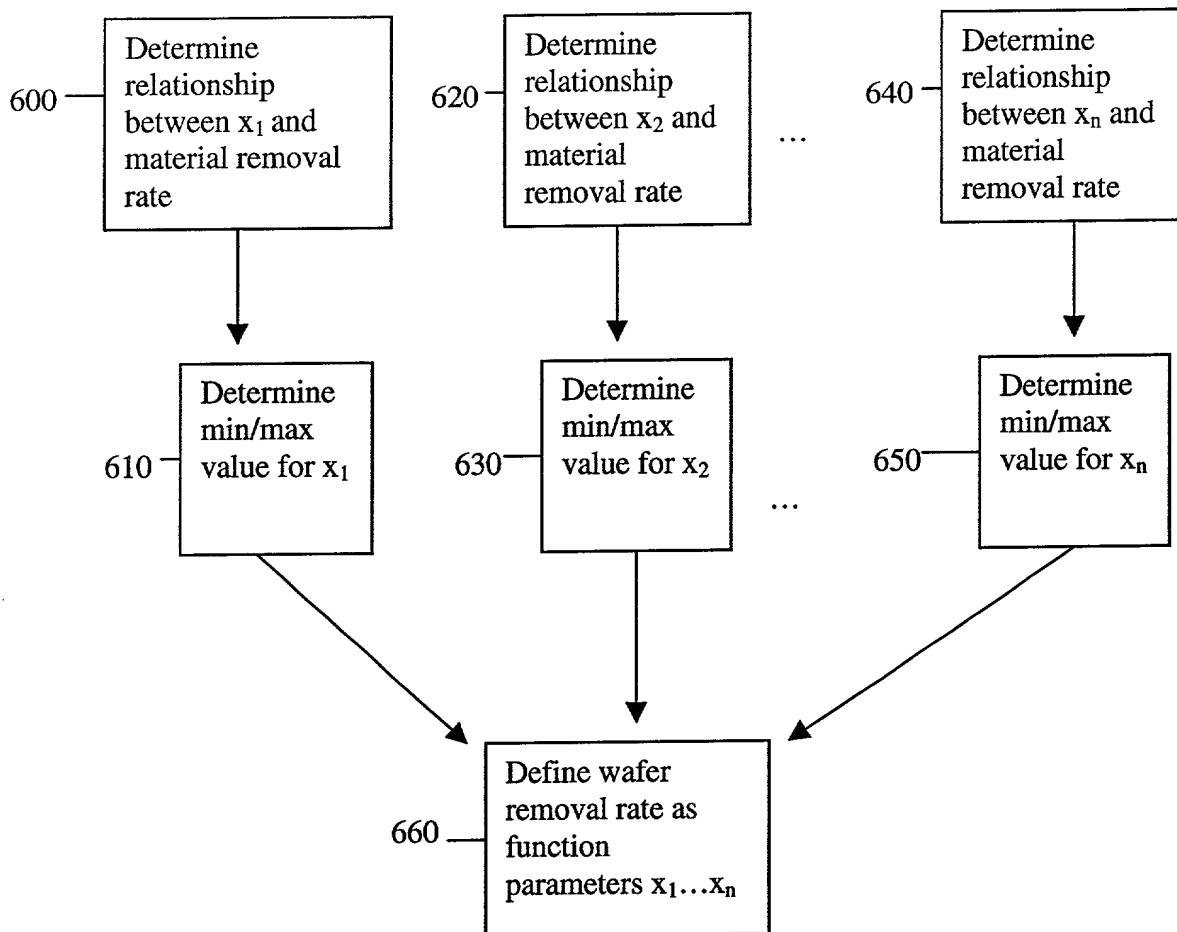 600
Determine
relationship
between x₁ and
material removal
rate
620
Determine
relationship
between x₂ and
material
removal rate
...
640
Determine
relationship
between xₙ and
material
removal rate
610
Determine
min/max
value for x₁
630
Determine
min/max
value for x₂
...
650
Determine
min/max
value for xₙ
660
Define wafer
removal rate as
function
parameters x₁...xₙ